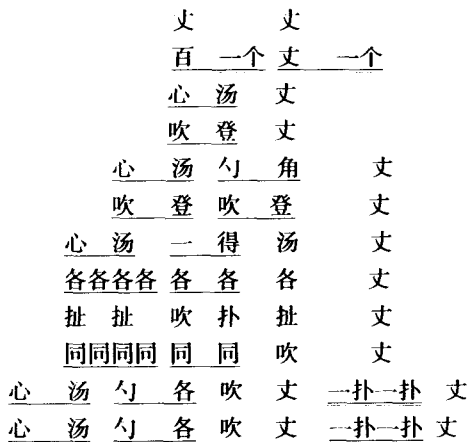 丈 丈
百 一个 丈 一个
心 汤 丈
吹 登 丈
心 汤 勺 角 丈
吹 登 吹 登 丈
心 汤 一 得 汤 丈
各各各各 各 各 各 丈
扯 扯 吹 扑 扯 丈
同同同同 同 同 吹 丈
心 汤 勺 各 吹 丈 一扑一扑 丈
心 汤 勺 各 吹 丈 一扑一扑 丈